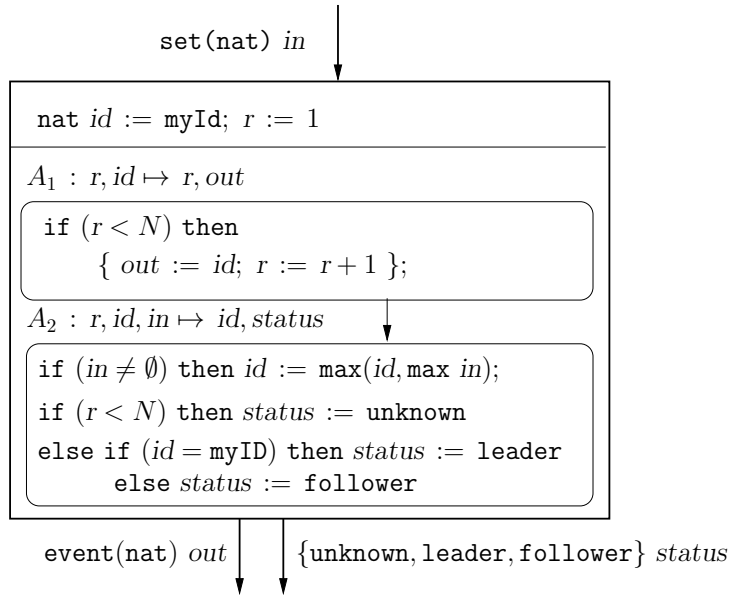 set(nat) in
nat id := myId; r := 1
A₁ : r, id ↦ r, out
if (r < N) then
{ out := id; r := r + 1 };
A₂ : r, id, in ↦ id, status
if (in ≠ ∅) then id := max(id, max in);
if (r < N) then status := unknown
else if (id = myID) then status := leader
else status := follower
event(nat) out
{unknown, leader, follower} status